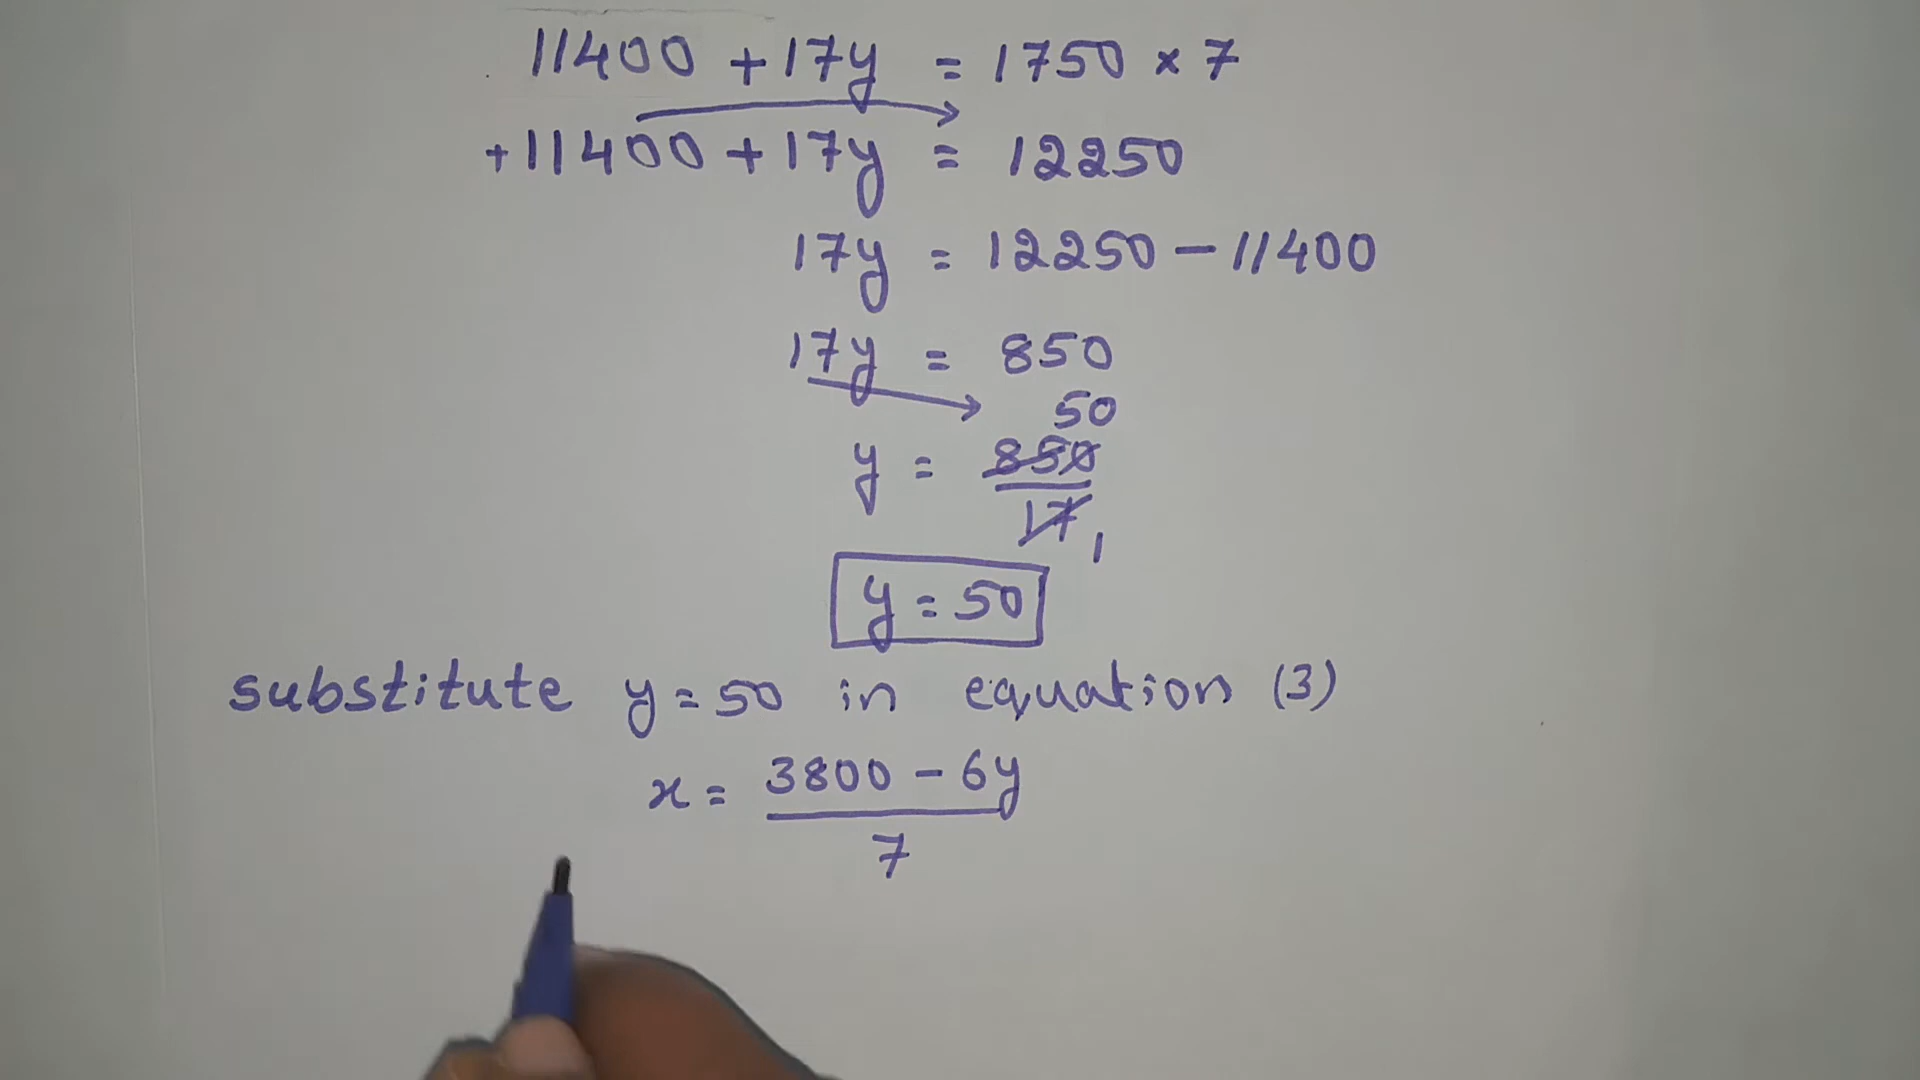 11400 + 17y = 1750 × 7
+11400 + 17y = 12250
17y = 12250 - 11400
17y = 850
50
y = 850
17 1
y = 50
substitute y = 50 in equation (3)
x = 3800 - 6y
7